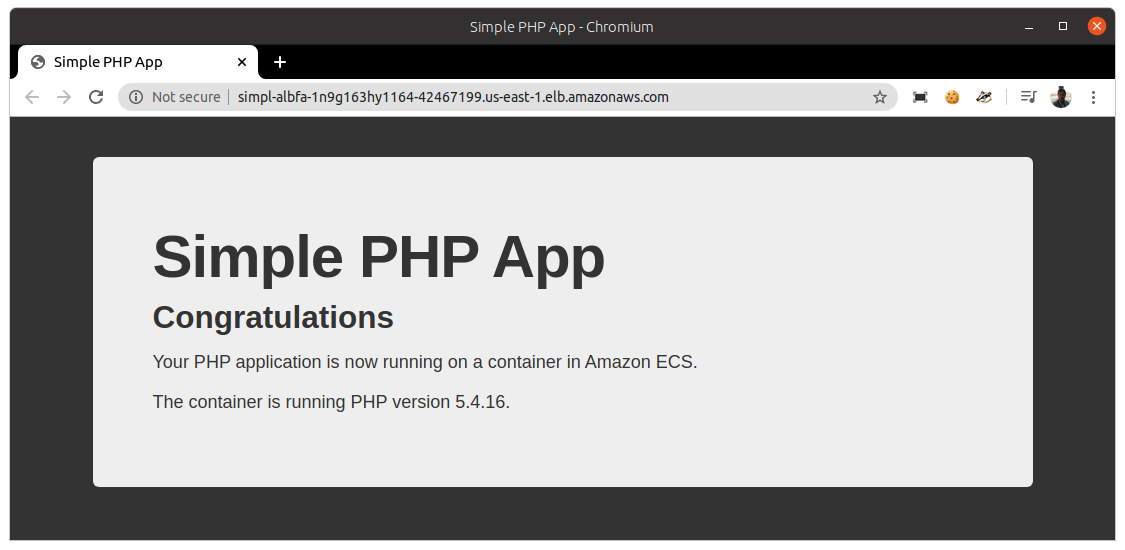 Simple PHP App - Chromium
Simple PHP App
Not secure simpl-albfa-1n9g163hy1164-42467199.us-east-1.elb.amazonaws.com
Simple PHP App
Congratulations
Your PHP application is now running on a container in Amazon ECS.
The container is running PHP version 5.4.16.